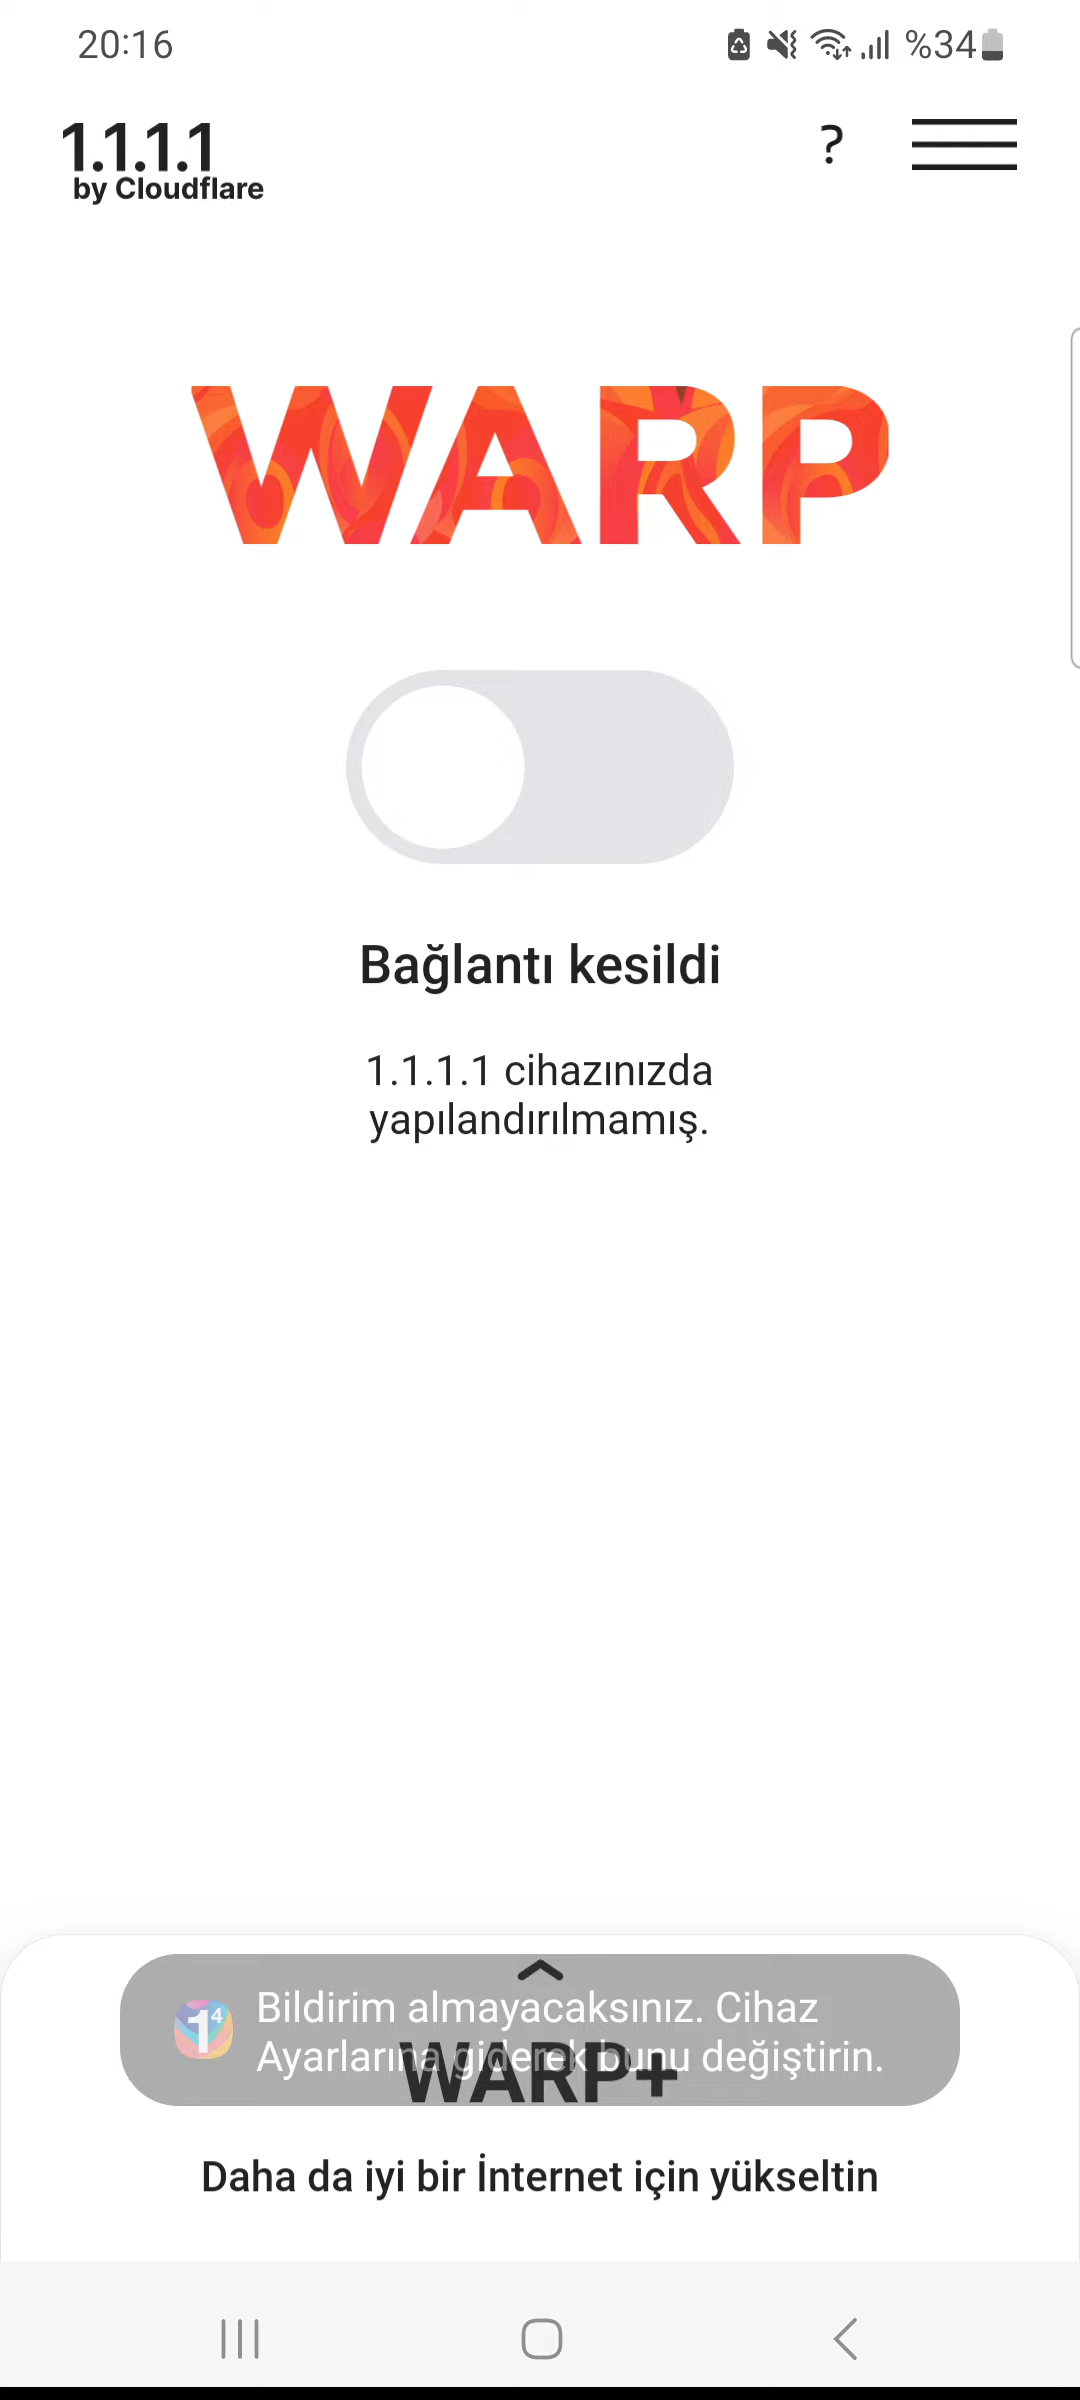 20:16
%34
1.1.1.1
by Cloudflare
?
WARP
Bağlantı kesildi
1.1.1.1 cihazınızda
yapılandırılmamış.
1⁴
Bildirim almayacaksınız. Cihaz
Ayarlarına giderek bunu değiştirin.
WARP+
Daha da iyi bir İnternet için yükseltin